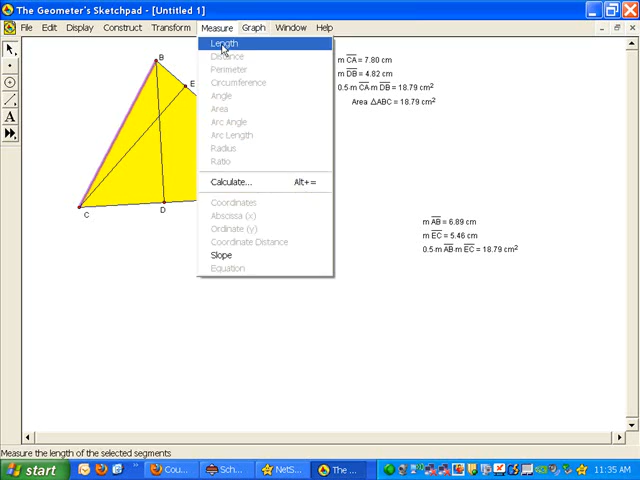 The Geometer's Sketchpad - [Untitled 1]
File Edit Display Construct Transform Measure Graph Window Help
Length
Distance
Perimeter
Circumference
Angle
Area
Arc Angle
Arc Length
Radius
Ratio
Calculate... Alt+=
Coordinates
Abscissa (x)
Ordinate (y)
Coordinate Distance
Slope
Equation
B
E
C
D
A
m CA = 7.80 cm
m DB = 4.82 cm
0.5·m CA·m DB = 18.79 cm²
Area △ABC = 18.79 cm²
m AB = 6.89 cm
m EC = 5.46 cm
0.5·m AB·m EC = 18.79 cm²
Measure the length of the selected segments
start Cou... Sch... NetS... The ... 11:35 AM